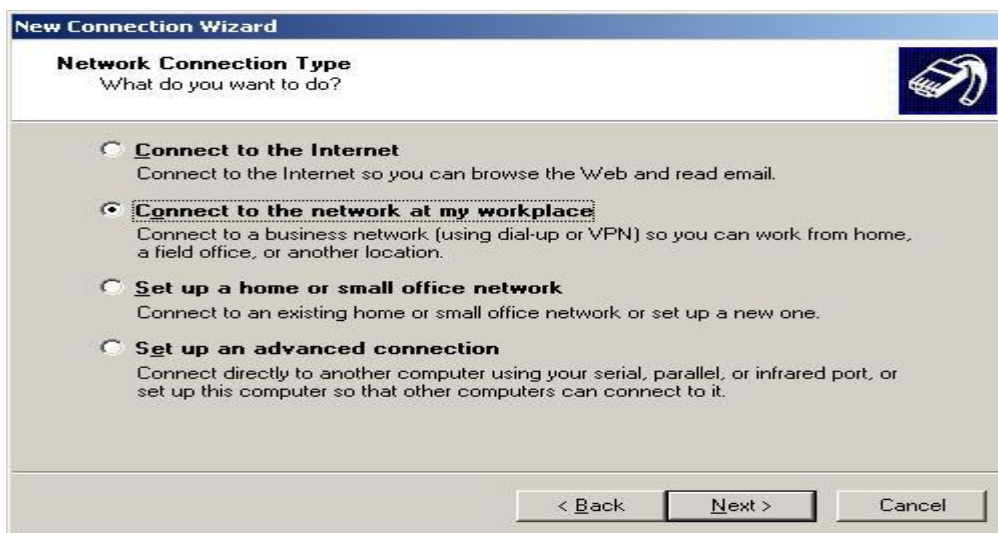 New Connection Wizard
Network Connection Type
What do you want to do?
Connect to the Internet
Connect to the Internet so you can browse the Web and read email.
Connect to the network at my workplace
Connect to a business network (using dial-up or VPN) so you can work from home,
a field office, or another location.
Set up a home or small office network
Connect to an existing home or small office network or set up a new one.
Set up an advanced connection
Connect directly to another computer using your serial, parallel, or infrared port, or
set up this computer so that other computers can connect to it.
< Back Next > Cancel